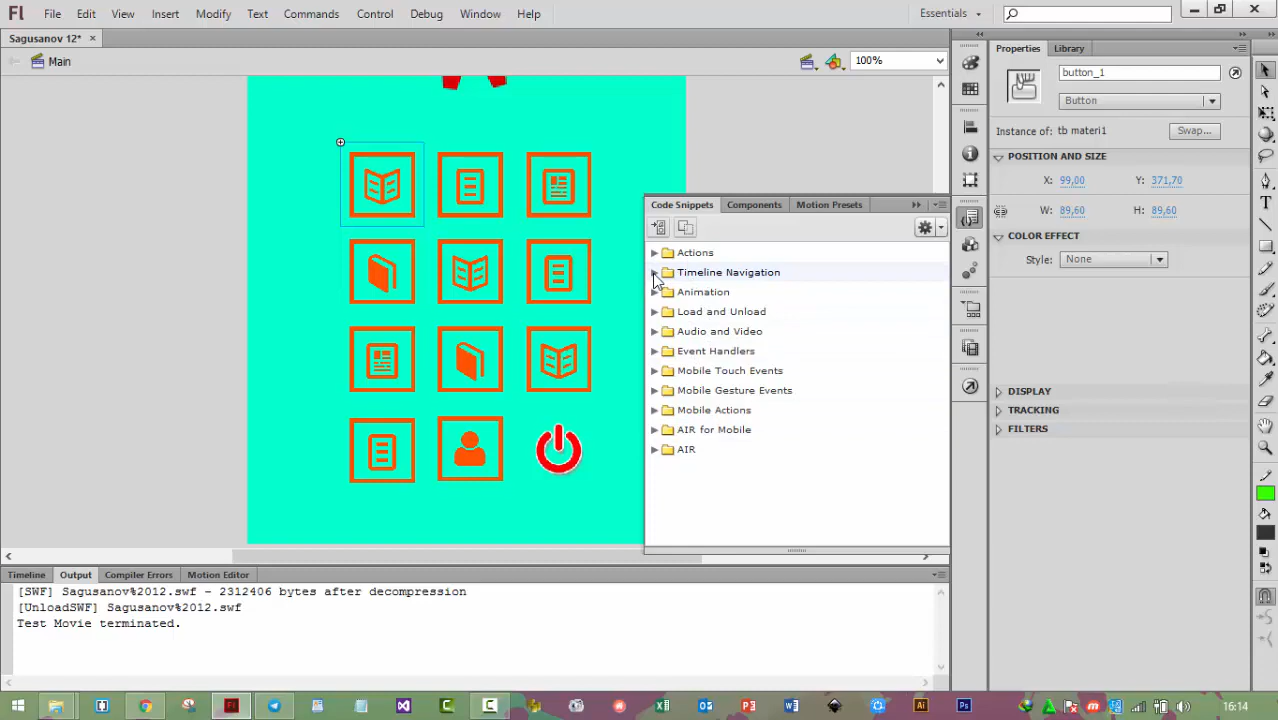 Fl File Edit View Insert Modify Text Commands Control Debug Window Help Essentials
Sagusanov 12* ×
Properties Library
Main 100%
button_1
Button
Instance of: tb materi1 Swap...
POSITION AND SIZE
X: 99,00 Y: 371,70
W: 89,60 H: 89,60
COLOR EFFECT
Style: None
DISPLAY
TRACKING
FILTERS
Code Snippets Components Motion Presets
Actions
Timeline Navigation
Animation
Load and Unload
Audio and Video
Event Handlers
Mobile Touch Events
Mobile Gesture Events
Mobile Actions
AIR for Mobile
AIR
Timeline Output Compiler Errors Motion Editor
[SWF] Sagusanov%2012.swf - 2312406 bytes after decompression
[UnloadSWF] Sagusanov%2012.swf
Test Movie terminated.
Fl Ai Ps 16:14